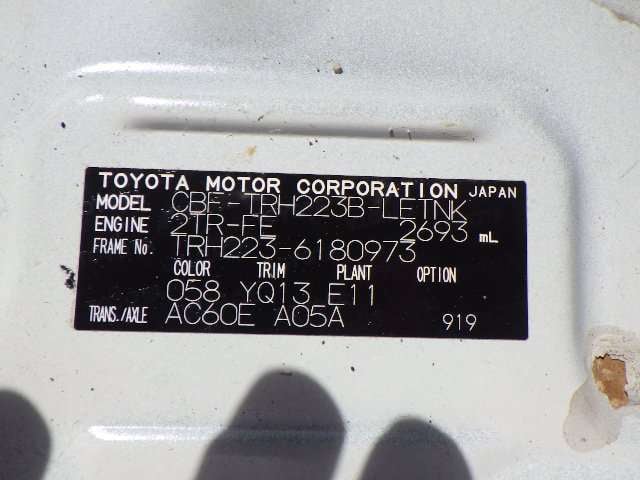 TOYOTA MOTOR CORPORATION JAPAN
MODEL CBF-TRH223B-LETNK
ENGINE 2TR-FE 2693 mL
FRAME No. TRH223-6180973
COLOR TRIM PLANT OPTION
058 YQ13 E11
TRANS./AXLE AC60E A05A 919